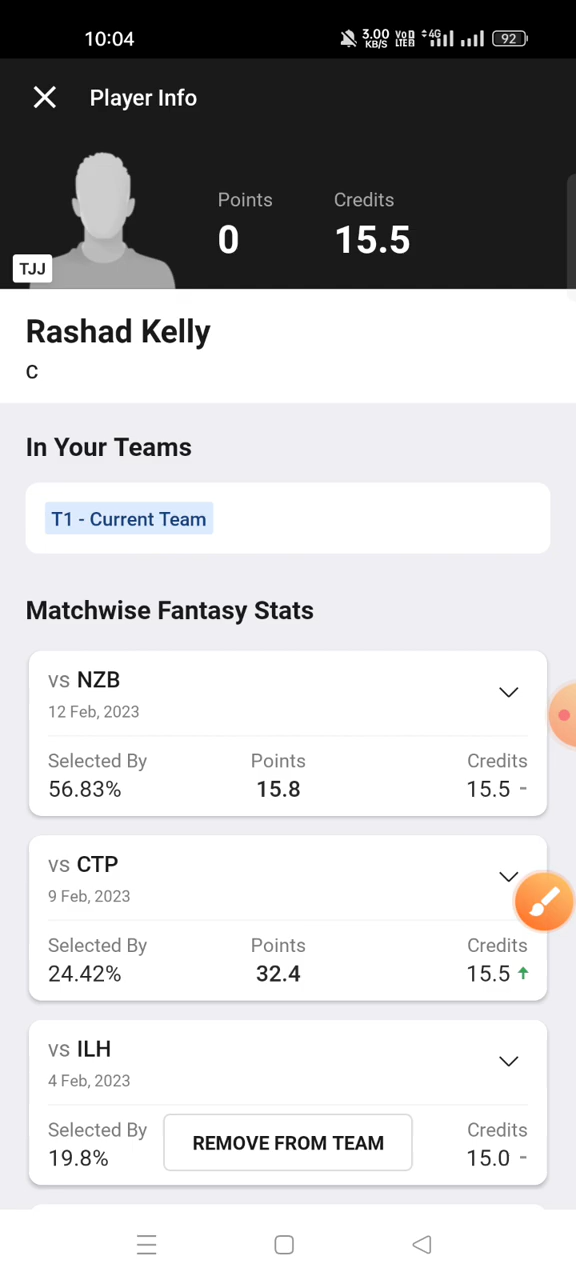 10:04 3.00 KB/S VoD LTEB 4G 92
Player Info
Points Credits
0 15.5
TJJ
Rashad Kelly
C
In Your Teams
T1 - Current Team
Matchwise Fantasy Stats
vs NZB
12 Feb, 2023
Selected By Points Credits
56.83% 15.8 15.5 -
vs CTP
9 Feb, 2023
Selected By Points Credits
24.42% 32.4 15.5
vs ILH
4 Feb, 2023
Selected By Credits
REMOVE FROM TEAM
19.8% 15.0 -